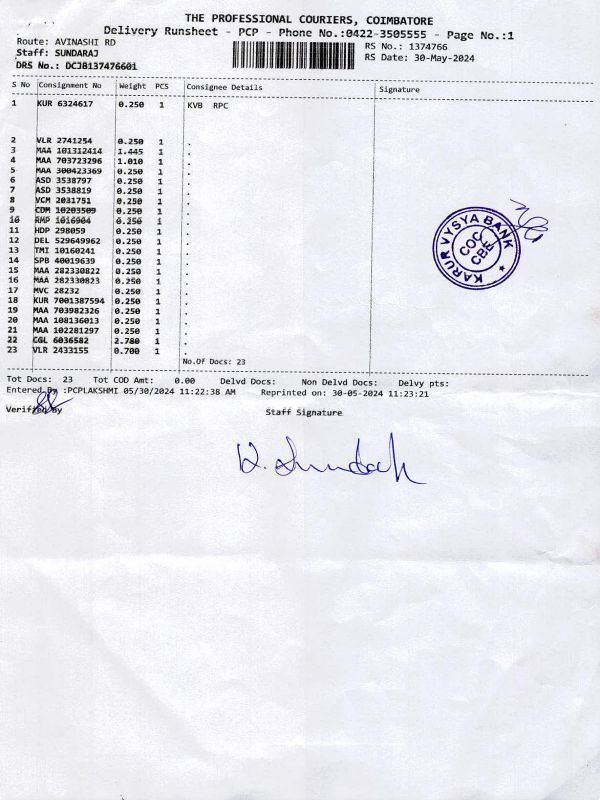 THE PROFESSIONAL COURIERS, COIMBATORE
Delivery Runsheet - PCP - Phone No.:0422-3505555 - Page No.:1
Route: AVINASHI RD
RS No.: 1374766
Staff: SUNDARAJ
RS Date: 30-May-2024
DRS No.: DCJB137476601
S No Consignment No Weight PCS Consignee Details Signature
1 KUR 6324617 0.250 1 KVB RPC
2 VLR 2741254 0.250 1 .
3 MAA 101312414 1.445 1 .
4 MAA 703723296 1.010 1 .
5 MAA 300423369 0.250 1 .
6 ASD 3538797 0.250 1 .
7 ASD 3538819 0.250 1 .
8 VCM 2031751 0.250 1 .
9 CDM 10203509 0.250 1 .
10 AMP 1016904 0.250 1 .
11 HDP 298059 0.250 1 .
12 DEL 529649962 0.250 1 .
13 TMI 10160241 0.250 1 .
14 SPB 40019639 0.250 1 .
15 MAA 282330822 0.250 1 .
16 MAA 282330823 0.250 1 .
17 MVC 28232 0.250 1 .
18 KUR 7001387594 0.250 1 .
19 MAA 703982326 0.250 1 .
20 MAA 108136013 0.250 1 .
21 MAA 102281297 0.250 1 .
22 CGL 6036582 2.780 1 .
23 VLR 2433155 0.700 1 .
KARUR VYSYA BANK
COC
CBE
No.Of Docs: 23
Tot Docs: 23 Tot COD Amt: 0.00 Delvd Docs: Non Delvd Docs: Delvy pts:
Entered By :PCPLAKSHMI 05/30/2024 11:22:38 AM Reprinted on: 30-05-2024 11:23:21
Verified By Staff Signature